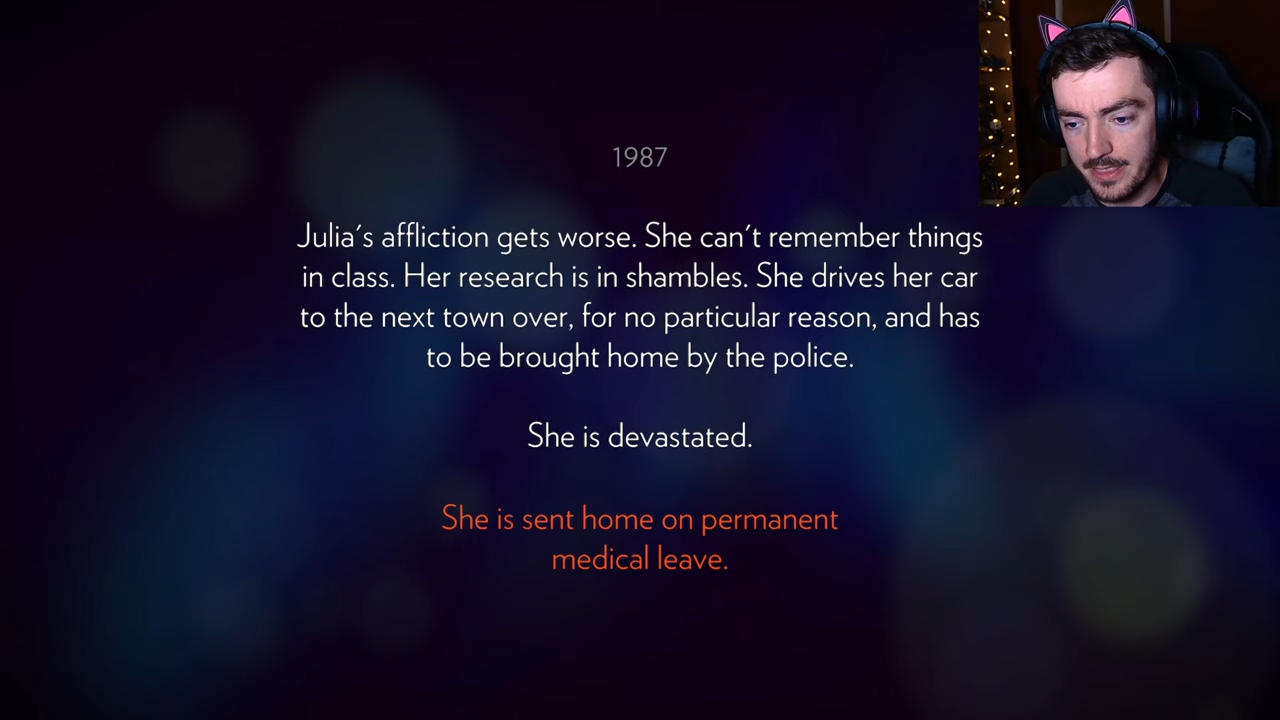 1987
Julia's affliction gets worse. She can't remember things
in class. Her research is in shambles. She drives her car
to the next town over, for no particular reason, and has
to be brought home by the police.
She is devastated.
She is sent home on permanent
medical leave.